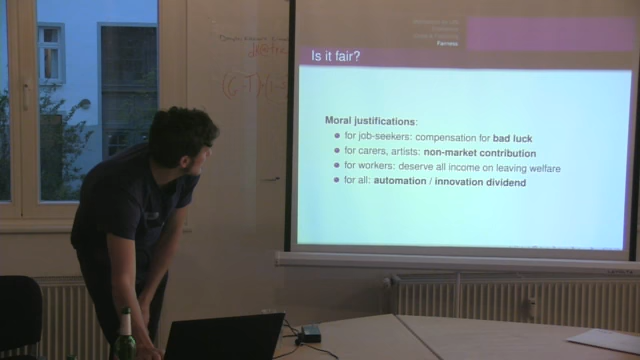 Fairness
Is it fair?
Moral justifications:
for job-seekers: compensation for bad luck
for carers, artists: non-market contribution
for workers: deserve all income on leaving welfare
for all: automation / innovation dividend